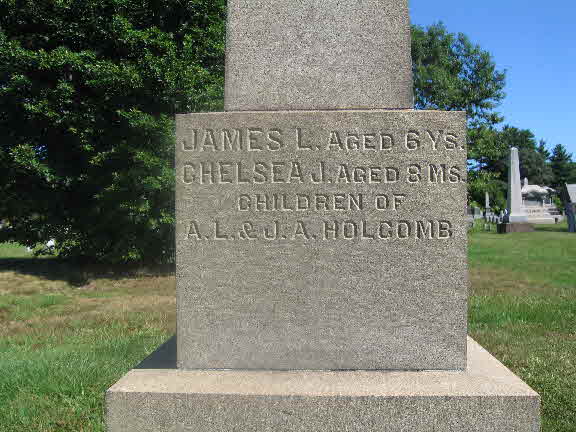 JAMES L. AGED 6 YS.
CHELSEA J. AGED 8 MS.
CHILDREN OF
A. L. & J. A. HOLCOMB